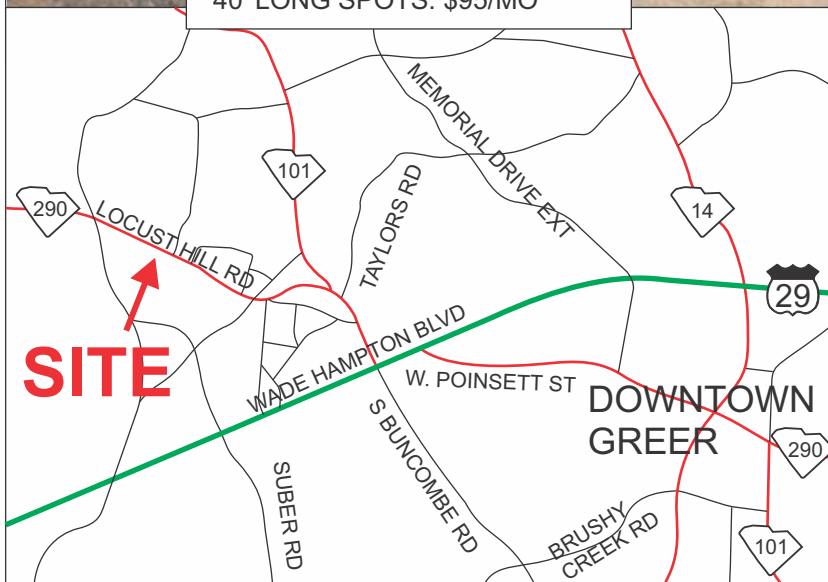 40' LONG SPOTS: $95/MO
MEMORIAL DRIVE EXT
101
TAYLORS RD
290
LOCUST HILL RD
14
29
SITE
WADE HAMPTON BLVD
W. POINSETT ST
DOWNTOWN
GREER
S BUNCOMBE RD
290
SUBER RD
BRUSHY
CREEK RD
101